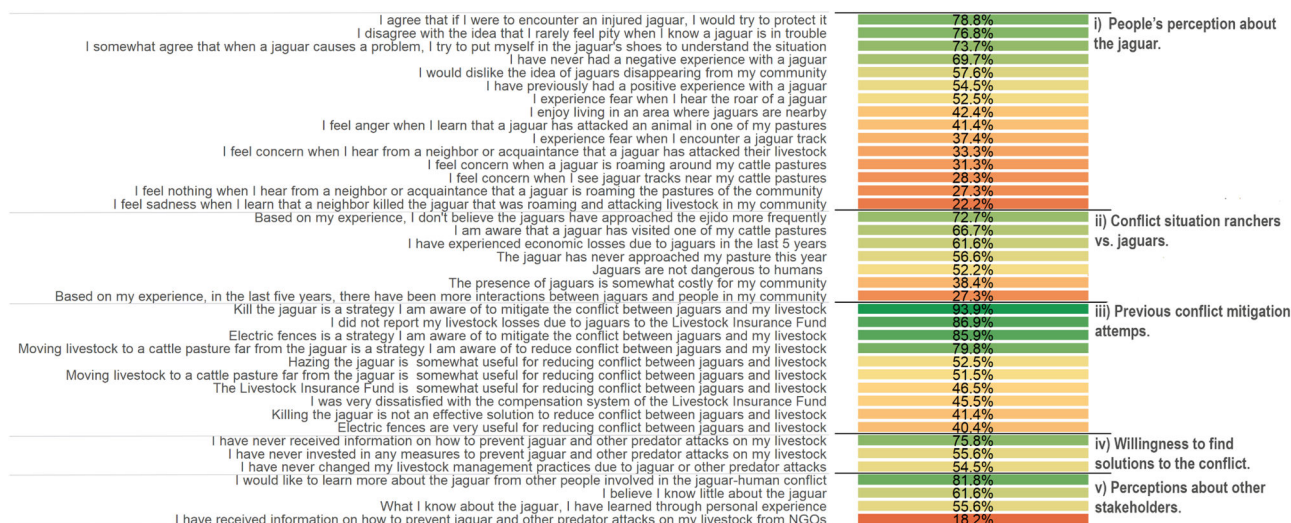 I agree that if I were to encounter an injured jaguar, I would try to protect it 78.8%
I disagree with the idea that I rarely feel pity when I know a jaguar is in trouble 76.8%
I somewhat agree that when a jaguar causes a problem, I try to put myself in the jaguar's shoes to understand the situation 73.7%
I have never had a negative experience with a jaguar 69.7%
I would dislike the idea of jaguars disappearing from my community 57.6%
I have previously had a positive experience with a jaguar 54.5%
I experience fear when I hear the roar of a jaguar 52.5%
I enjoy living in an area where jaguars are nearby 42.4%
I feel anger when I learn that a jaguar has attacked an animal in one of my pastures 41.4%
I experience fear when I encounter a jaguar track 37.4%
I feel concern when I hear from a neighbor or acquaintance that a jaguar has attacked their livestock 33.3%
I feel concern when a jaguar is roaming around my cattle pastures 31.3%
I feel concern when I see jaguar tracks near my cattle pastures 28.3%
I feel nothing when I hear from a neighbor or acquaintance that a jaguar is roaming the pastures of the community 27.3%
I feel sadness when I learn that a neighbor killed the jaguar that was roaming and attacking livestock in my community 22.2%
i) People's perception about
the jaguar.
Based on my experience, I don't believe the jaguars have approached the ejido more frequently 72.7%
I am aware that a jaguar has visited one of my cattle pastures 66.7%
I have experienced economic losses due to jaguars in the last 5 years 61.6%
The jaguar has never approached my pasture this year 56.6%
Jaguars are not dangerous to humans 52.2%
The presence of jaguars is somewhat costly for my community 38.4%
Based on my experience, in the last five years, there have been more interactions between jaguars and people in my community 27.3%
ii) Conflict situation ranchers
vs. jaguars.
Kill the jaguar is a strategy I am aware of to mitigate the conflict between jaguars and my livestock 93.9%
I did not report my livestock losses due to jaguars to the Livestock Insurance Fund 86.9%
Electric fences is a strategy I am aware of to mitigate the conflict between jaguars and my livestock 85.9%
Moving livestock to a cattle pasture far from the jaguar is a strategy I am aware of to reduce conflict between jaguars and my livestock 79.8%
Hazing the jaguar is somewhat useful for reducing conflict between jaguars and livestock 52.5%
Moving livestock to a cattle pasture far from the jaguar is somewhat useful for reducing conflict between jaguars and livestock 51.5%
The Livestock Insurance Fund is somewhat useful for reducing conflict between jaguars and livestock 46.5%
I was very dissatisfied with the compensation system of the Livestock Insurance Fund 45.5%
Killing the jaguar is not an effective solution to reduce conflict between jaguars and livestock 41.4%
Electric fences are very useful for reducing conflict between jaguars and livestock 40.4%
iii) Previous conflict mitigation
attemps.
I have never received information on how to prevent jaguar and other predator attacks on my livestock 75.8%
I have never invested in any measures to prevent jaguar and other predator attacks on my livestock 55.6%
I have never changed my livestock management practices due to jaguar or other predator attacks 54.5%
iv) Willingness to find
solutions to the conflict.
I would like to learn more about the jaguar from other people involved in the jaguar-human conflict 81.8%
I believe I know little about the jaguar 61.6%
What I know about the jaguar, I have learned through personal experience 55.6%
I have received information on how to prevent jaguar and other predator attacks on my livestock from NGOs 18.2%
v) Perceptions about other
stakeholders.